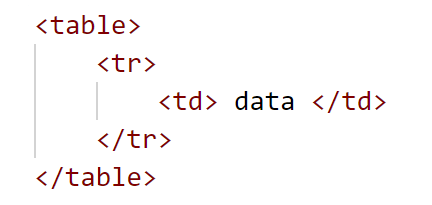 <table>
<tr>
<td> data </td>
</tr>
</table>